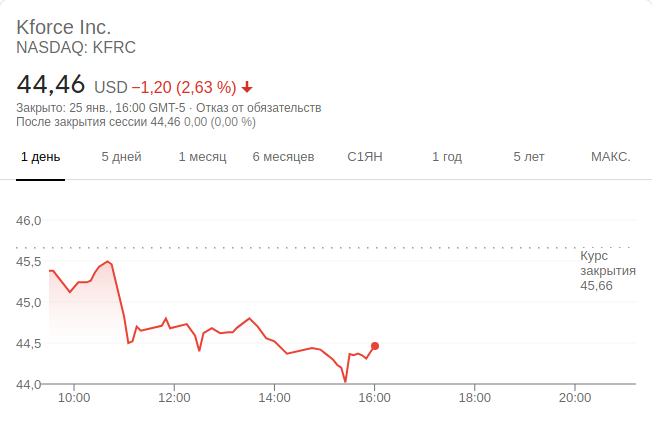 Kforce Inc.
NASDAQ: KFRC
44,46 USD −1,20 (2,63 %)
Закрыто: 25 янв., 16:00 GMT-5 · Отказ от обязательств
После закрытия сессии 44,46 0,00 (0,00 %)
1 день 5 дней 1 месяц 6 месяцев С1ЯН 1 год 5 лет МАКС.
46,0
Курс
45,5
закрытия
45,66
45,0
44,5
44,0
10:00 12:00 14:00 16:00 18:00 20:00